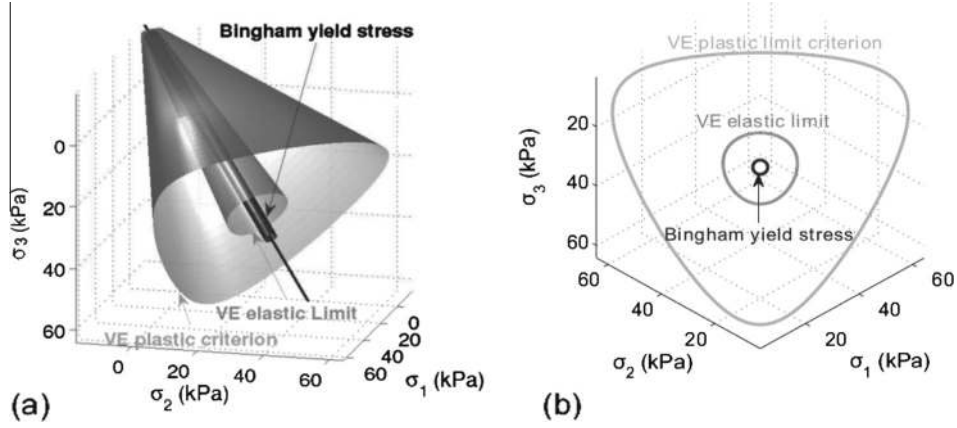 Bingham yield stress
0
20
40
60
σ3 (kPa)
VE elastic Limit
VE plastic criterion
0
20
40
60
σ2 (kPa)
0
20
40
60
σ1 (kPa)
(a)
VE plastic limit criterion
VE elastic limit
Bingham yield stress
20
40
60
σ3 (kPa)
60
40
20
σ2 (kPa)
20
40
60
σ1 (kPa)
(b)